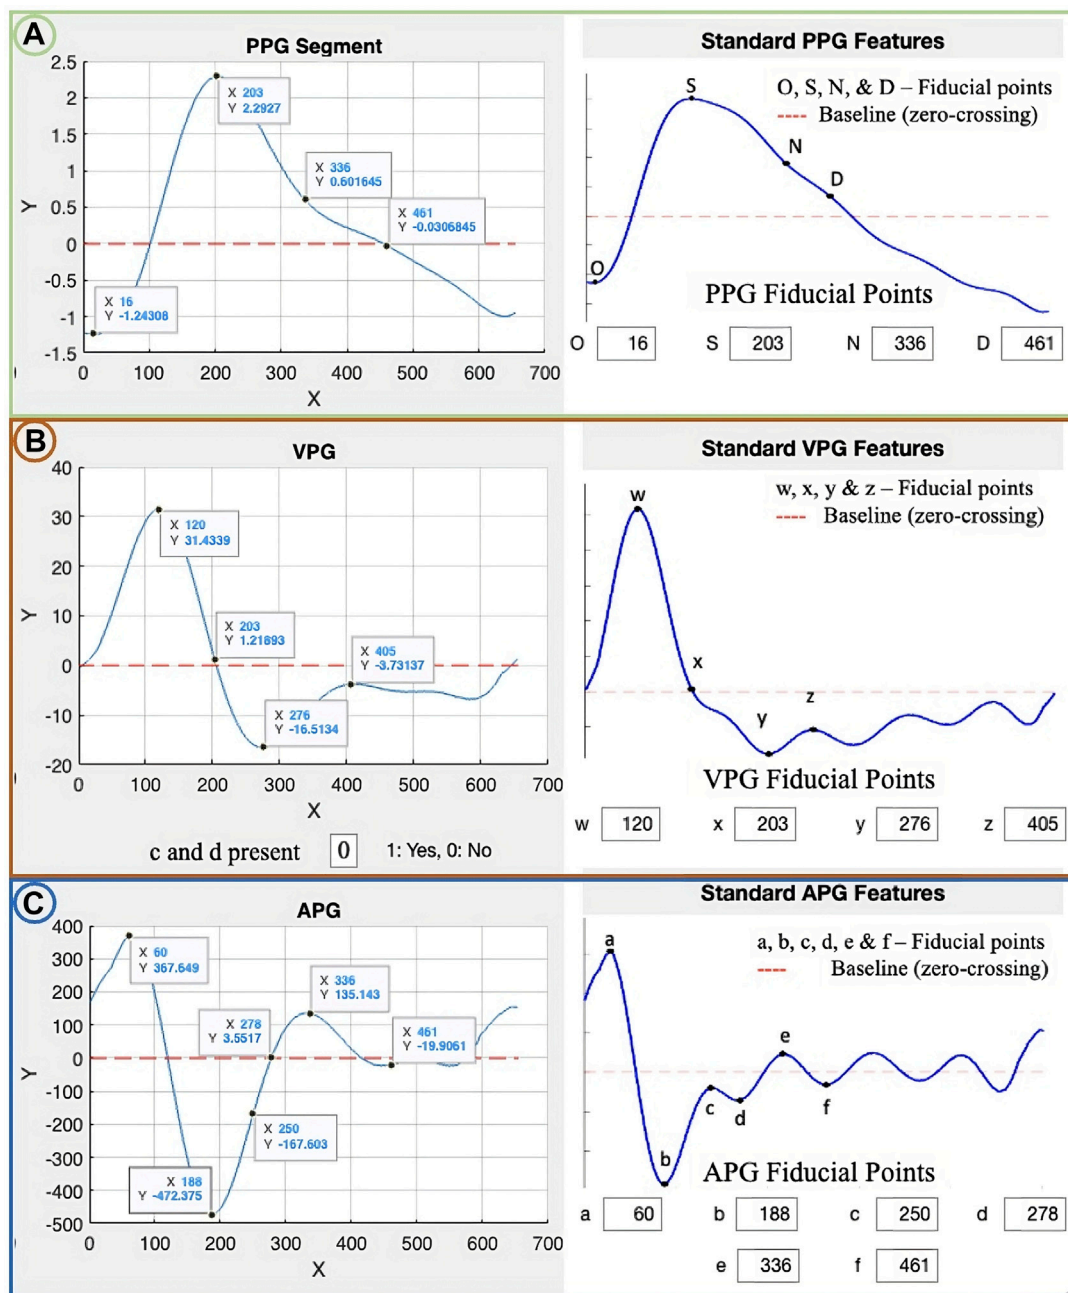 A
PPG Segment
2.5
2
1.5
1
0.5
0
-0.5
-1
-1.5
Y
X 203
Y 2.2927
X 336
Y 0.601645
X 461
Y -0.0306845
X 16
Y -1.24308
0 100 200 300 400 500 600 700
X
Standard PPG Features
O, S, N, & D – Fiducial points
Baseline (zero-crossing)
S
N
D
O
PPG Fiducial Points
O 16 S 203 N 336 D 461
B
VPG
40
30
20
10
0
-10
-20
Y
X 120
Y 31.4339
X 203
Y 1.21893
X 405
Y -3.73137
X 276
Y -16.5134
0 100 200 300 400 500 600 700
X
c and d present 0 1: Yes, 0: No
Standard VPG Features
w, x, y & z – Fiducial points
Baseline (zero-crossing)
w
x
y
z
VPG Fiducial Points
w 120 x 203 y 276 z 405
C
APG
400
300
200
100
0
-100
-200
-300
-400
-500
Y
X 60
Y 367.649
X 336
Y 135.143
X 278
Y 3.5517
X 461
Y -19.9061
X 250
Y -167.603
X 188
Y -472.375
0 100 200 300 400 500 600 700
X
Standard APG Features
a, b, c, d, e & f – Fiducial points
Baseline (zero-crossing)
a
e
c
d
f
b
APG Fiducial Points
a 60 b 188 c 250 d 278
e 336 f 461